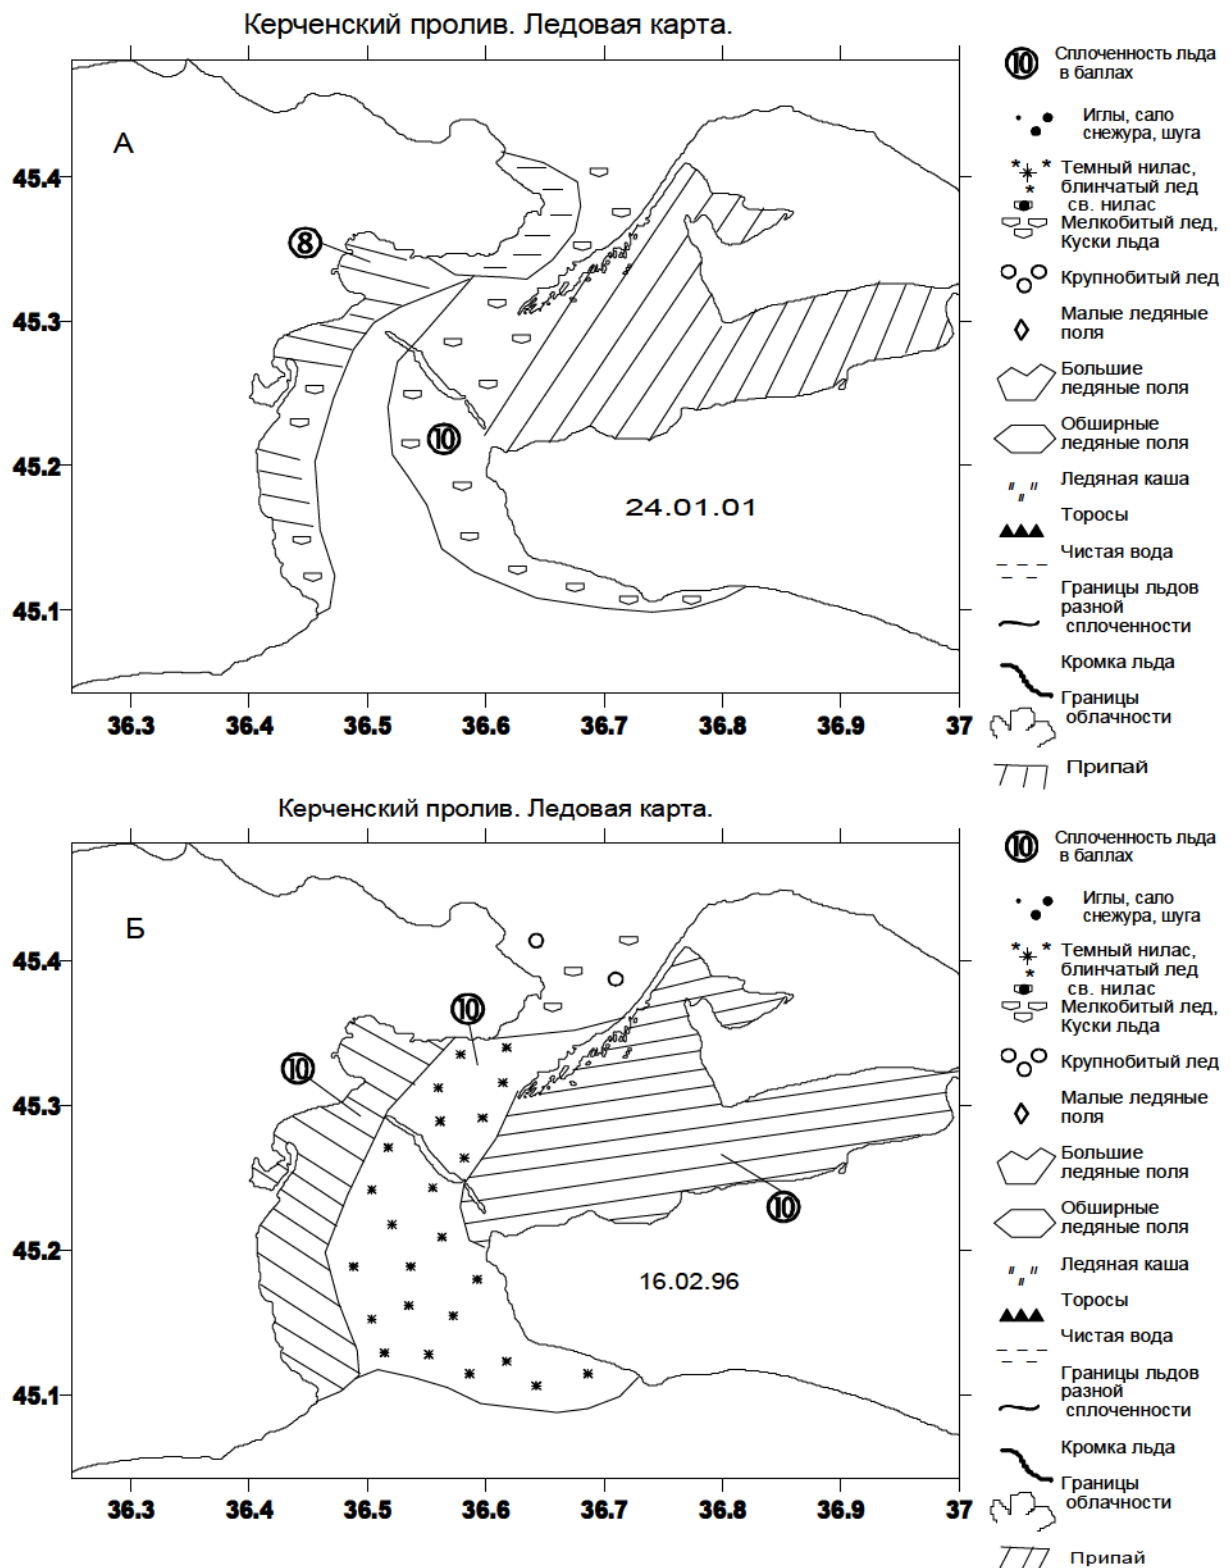 Керченский пролив. Ледовая карта.
А
45.4
45.3
45.2
45.1
8
10
24.01.01
36.3 36.4 36.5 36.6 36.7 36.8 36.9 37
10 Сплоченность льда
в баллах
Иглы, сало
снежура, шуга
Темный нилас,
блинчатый лед
св. нилас
Мелкобитый лед,
Куски льда
Крупнобитый лед
Малые ледяные
поля
Большие
ледяные поля
Обширные
ледяные поля
Ледяная каша
Торосы
Чистая вода
Границы льдов
разной
сплоченности
Кромка льда
Границы
облачности
Припай
Керченский пролив. Ледовая карта.
Б
45.4
45.3
45.2
45.1
10
10
10
16.02.96
36.3 36.4 36.5 36.6 36.7 36.8 36.9 37
10 Сплоченность льда
в баллах
Иглы, сало
снежура, шуга
Темный нилас,
блинчатый лед
св. нилас
Мелкобитый лед,
Куски льда
Крупнобитый лед
Малые ледяные
поля
Большие
ледяные поля
Обширные
ледяные поля
Ледяная каша
Торосы
Чистая вода
Границы льдов
разной
сплоченности
Кромка льда
Границы
облачности
Припай